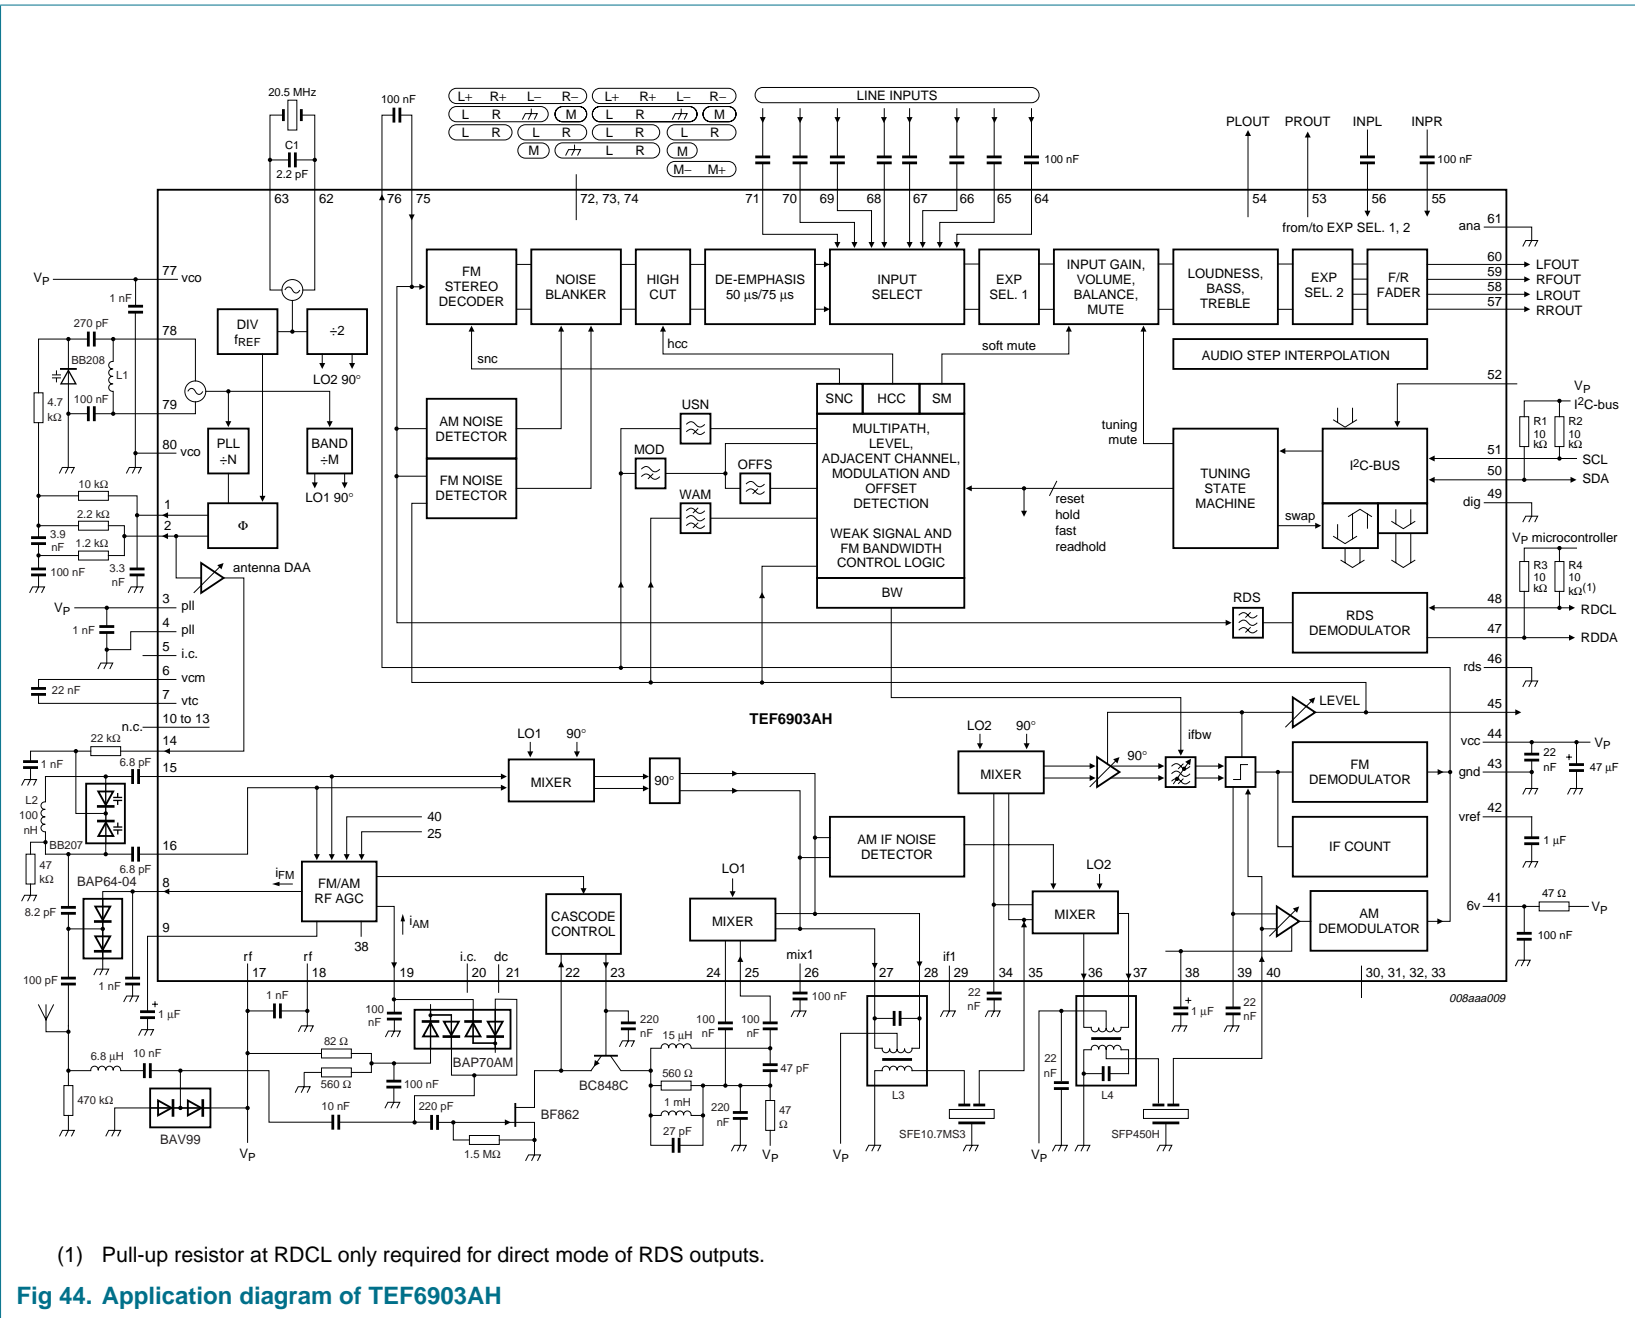 20.5 MHz
C1
2.2 pF
100 nF
L+ R+ L− R− L+ R+ L− R−
L R M L R M
L R L R L R L R
M L R M
M− M+
LINE INPUTS
100 nF
PLOUT PROUT INPL INPR
100 nF
63 62 76 75 72, 73, 74 71 70 69 68 67 66 65 64 54 53 56 55
from/to EXP SEL. 1, 2
ana 61
VP
77
vco
1 nF
FM
STEREO
DECODER
NOISE
BLANKER
HIGH
CUT
DE-EMPHASIS
50 μs/75 μs
INPUT
SELECT
EXP
SEL. 1
INPUT GAIN,
VOLUME,
BALANCE,
MUTE
LOUDNESS,
BASS,
TREBLE
EXP
SEL. 2
F/R
FADER
60 LFOUT
59 RFOUT
58 LROUT
57 RROUT
270 pF
78
DIV
fREF
÷2
LO2 90°
snc
hcc
soft mute
AUDIO STEP INTERPOLATION
BB208
L1
100 nF
4.7
kΩ
79
80
vco
PLL
÷N
BAND
÷M
LO1 90°
AM NOISE
DETECTOR
FM NOISE
DETECTOR
USN
MOD
OFFS
WAM
SNC HCC SM
MULTIPATH,
LEVEL,
ADJACENT CHANNEL,
MODULATION AND
OFFSET
DETECTION
WEAK SIGNAL AND
FM BANDWIDTH
CONTROL LOGIC
BW
tuning
mute
reset
hold
fast
readhold
TUNING
STATE
MACHINE
swap
I2C-BUS
52
VP
I2C-bus
R1
10
kΩ
R2
10
kΩ
51 SCL
50 SDA
dig 49
VP microcontroller
R3
10
kΩ
R4
10
kΩ(1)
10 kΩ
1
2.2 kΩ
2
3.9
nF
1.2 kΩ
100 nF
3.3
nF
Φ
antenna DAA
VP
3
pll
1 nF
4
pll
5
i.c.
6
vcm
22 nF
7
vtc
n.c.
10 to 13
RDS
RDS
DEMODULATOR
48 RDCL
47 RDDA
rds 46
TEF6903AH
LEVEL
45
22 kΩ
14
1 nF
6.8 pF
15
L2
100
nH
BB207
16
6.8 pF
47
kΩ
LO1 90°
MIXER
90°
40
25
LO2 90°
MIXER
90°
ifbw
FM
DEMODULATOR
IF COUNT
vcc 44
VP
22
nF
47 μF
+
gnd 43
vref 42
1 μF
AM IF NOISE
DETECTOR
LO1
MIXER
LO2
MIXER
AM
DEMODULATOR
6v 41
47 Ω
VP
100 nF
BAP64-04
8
iFM
FM/AM
RF AGC
iAM
38
CASCODE
CONTROL
8.2 pF
9
100 pF
1 nF
+
1 μF
rf
17
rf
18
19
i.c.
20
dc
21
22 23 24 25
mix1
26
27 28
if1
29
34 35 36 37 38 39 40 30, 31, 32, 33
008aaa009
1 nF
100
nF
BAP70AM
82 Ω
560 Ω
100 nF
220
nF
BC848C
15 μH
560 Ω
1 mH
27 pF
100
nF
100
nF
47 pF
220
nF
47
Ω
VP
100 nF
VP
L3
22
nF
SFE10.7MS3
22
nF
VP
L4
SFP450H
+
1 μF
22
nF
6.8 μH
10 nF
470 kΩ
BAV99
VP
10 nF
220 pF
BF862
1.5 MΩ
(1) Pull-up resistor at RDCL only required for direct mode of RDS outputs.
Fig 44. Application diagram of TEF6903AH